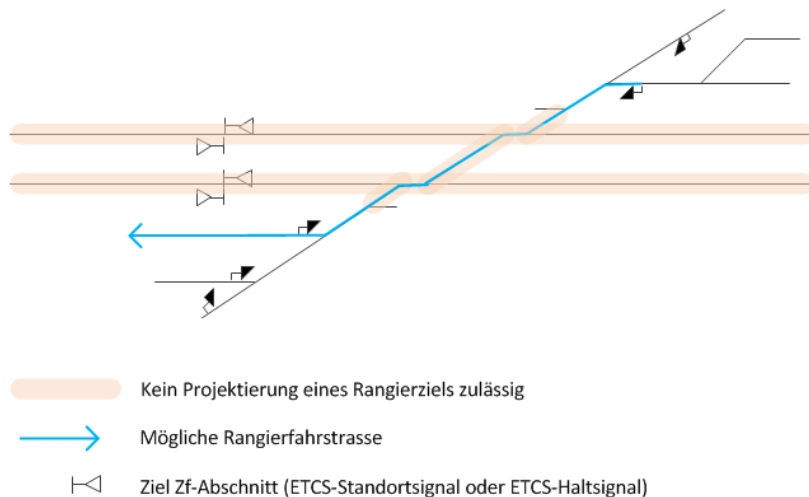 Kein Projektierung eines Rangierziels zulässig
Mögliche Rangierfahrstrasse
Ziel Zf-Abschnitt (ETCS-Standortsignal oder ETCS-Haltsignal)